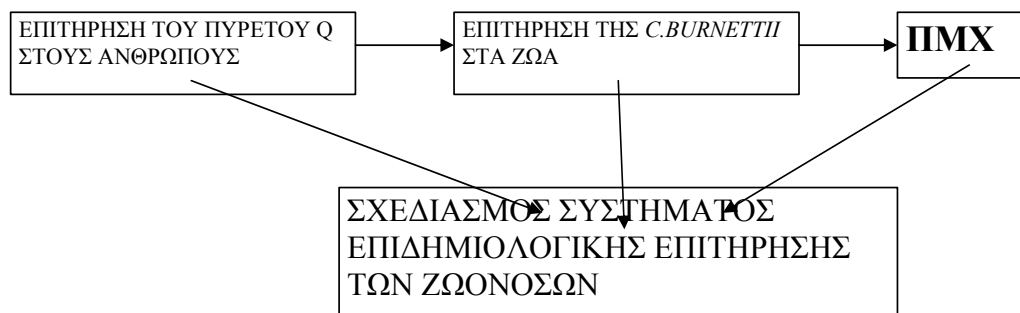 ΕΠΙΤΗΡΗΣΗ ΤΟΥ ΠΥΡΕΤΟΥ Q
ΣΤΟΥΣ ΑΝΘΡΩΠΟΥΣ
ΕΠΙΤΗΡΗΣΗ ΤΗΣ C.BURNETTII
ΣΤΑ ΖΩΑ
ΠΜΧ
ΣΧΕΔΙΑΣΜΟΣ ΣΥΣΤΗΜΑΤΟΣ
ΕΠΙΔΗΜΙΟΛΟΓΙΚΗΣ ΕΠΙΤΗΡΗΣΗΣ
ΤΩΝ ΖΩΟΝΟΣΩΝ